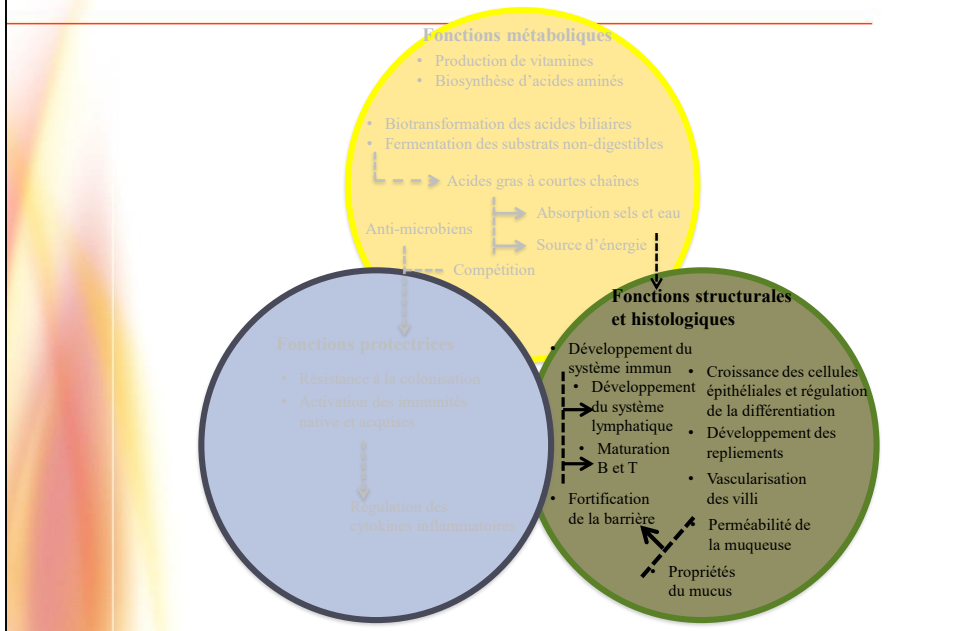 Fonctions métaboliques
• Production de vitamines
• Biosynthèse d'acides aminés
• Biotransformation des acides biliaires
• Fermentation des substrats non-digestibles
Acides gras à courtes chaînes
Absorption sels et eau
Anti-microbiens
Source d'énergie
Compétition
Fonctions protectrices
• Résistance à la colonisation
• Activation des immunités
native et acquises
Régulation des
cytokines inflammatoires
Fonctions structurales
et histologiques
• Développement du
système immun
• Développement
du système
lymphatique
• Maturation
B et T
• Fortification
de la barrière
• Croissance des cellules
épithéliales et régulation
de la différentiation
• Développement des
repliements
• Vascularisation
des villi
• Perméabilité de
la muqueuse
• Propriétés
du mucus